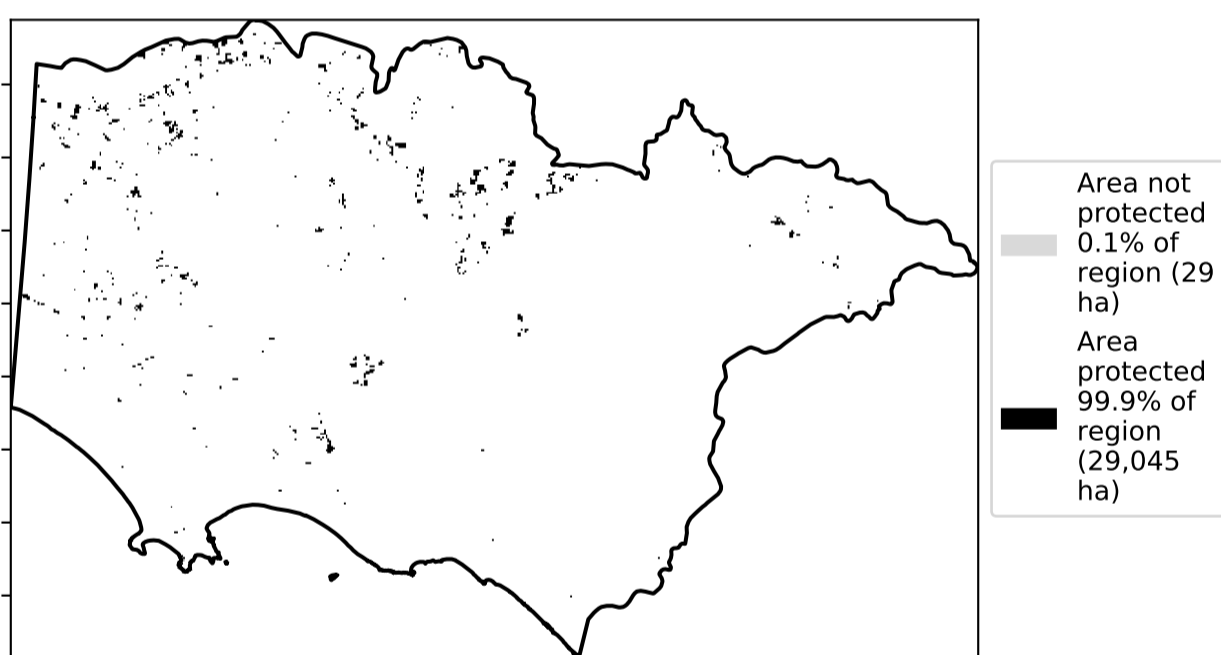 Area not
protected
0.1% of
region (29
ha)
Area
protected
99.9% of
region
(29,045
ha)